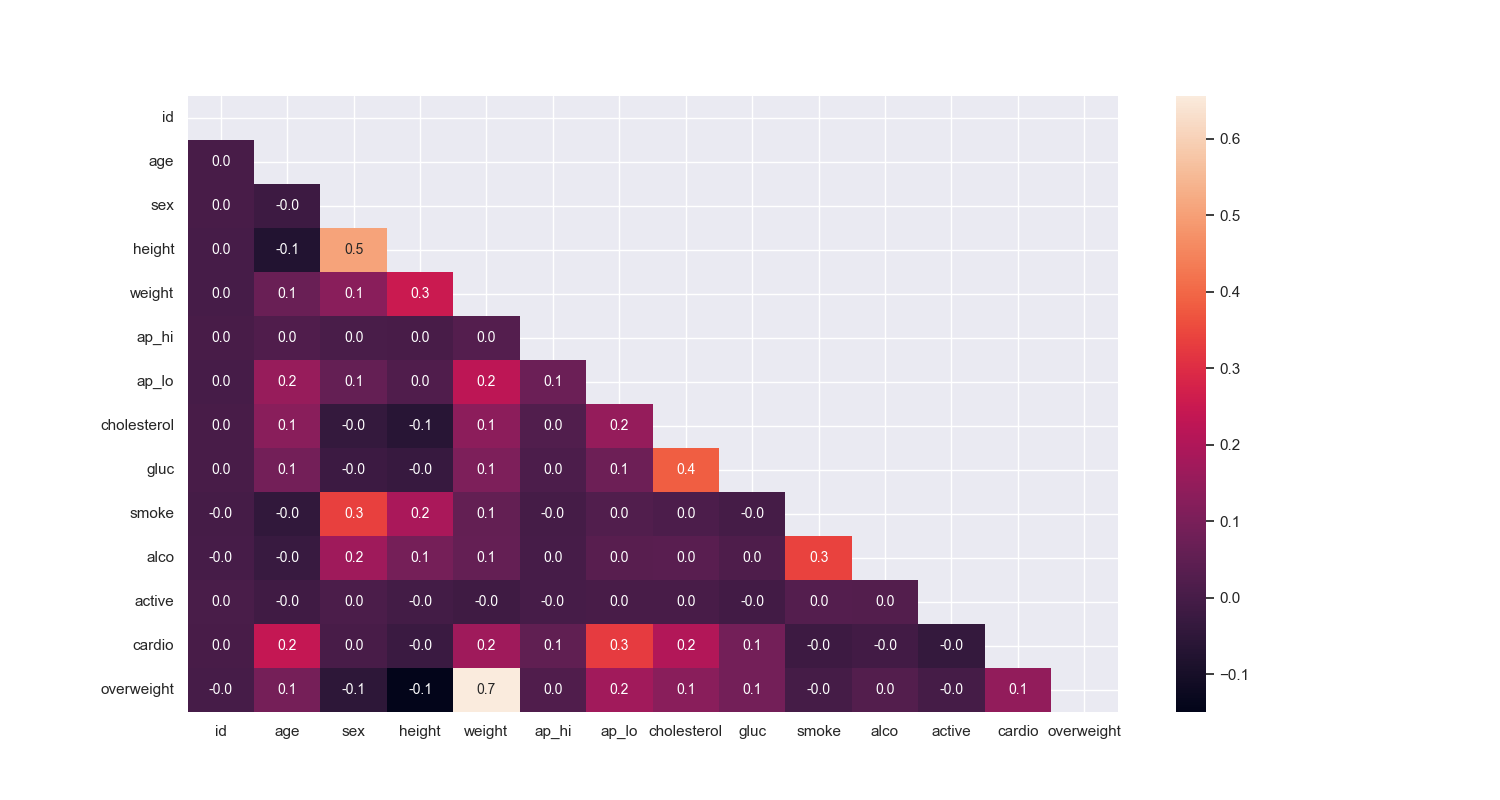 id
age 0.0
sex 0.0 -0.0
height 0.0 -0.1 0.5
weight 0.0 0.1 0.1 0.3
ap_hi 0.0 0.0 0.0 0.0 0.0
ap_lo 0.0 0.2 0.1 0.0 0.2 0.1
cholesterol 0.0 0.1 -0.0 -0.1 0.1 0.0 0.2
gluc 0.0 0.1 -0.0 -0.0 0.1 0.0 0.1 0.4
smoke -0.0 -0.0 0.3 0.2 0.1 -0.0 0.0 0.0 -0.0
alco -0.0 -0.0 0.2 0.1 0.1 0.0 0.0 0.0 0.0 0.3
active 0.0 -0.0 0.0 -0.0 -0.0 -0.0 0.0 0.0 -0.0 0.0 0.0
cardio 0.0 0.2 0.0 -0.0 0.2 0.1 0.3 0.2 0.1 -0.0 -0.0 -0.0
overweight -0.0 0.1 -0.1 -0.1 0.7 0.0 0.2 0.1 0.1 -0.0 0.0 -0.0 0.1
id age sex height weight ap_hi ap_lo cholesterol gluc smoke alco active cardio overweight
0.6
0.5
0.4
0.3
0.2
0.1
0.0
−0.1